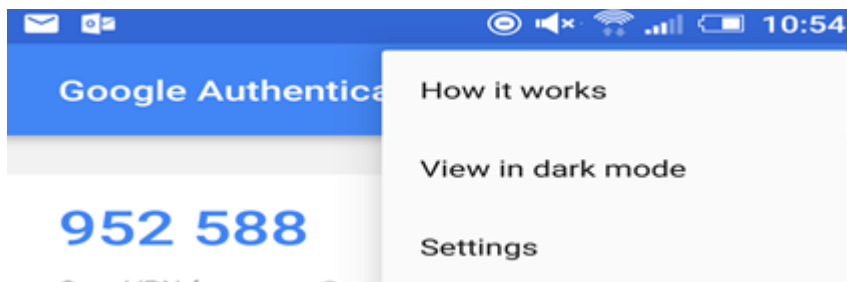 10:54
Google Authentica
How it works
View in dark mode
952 588
Settings